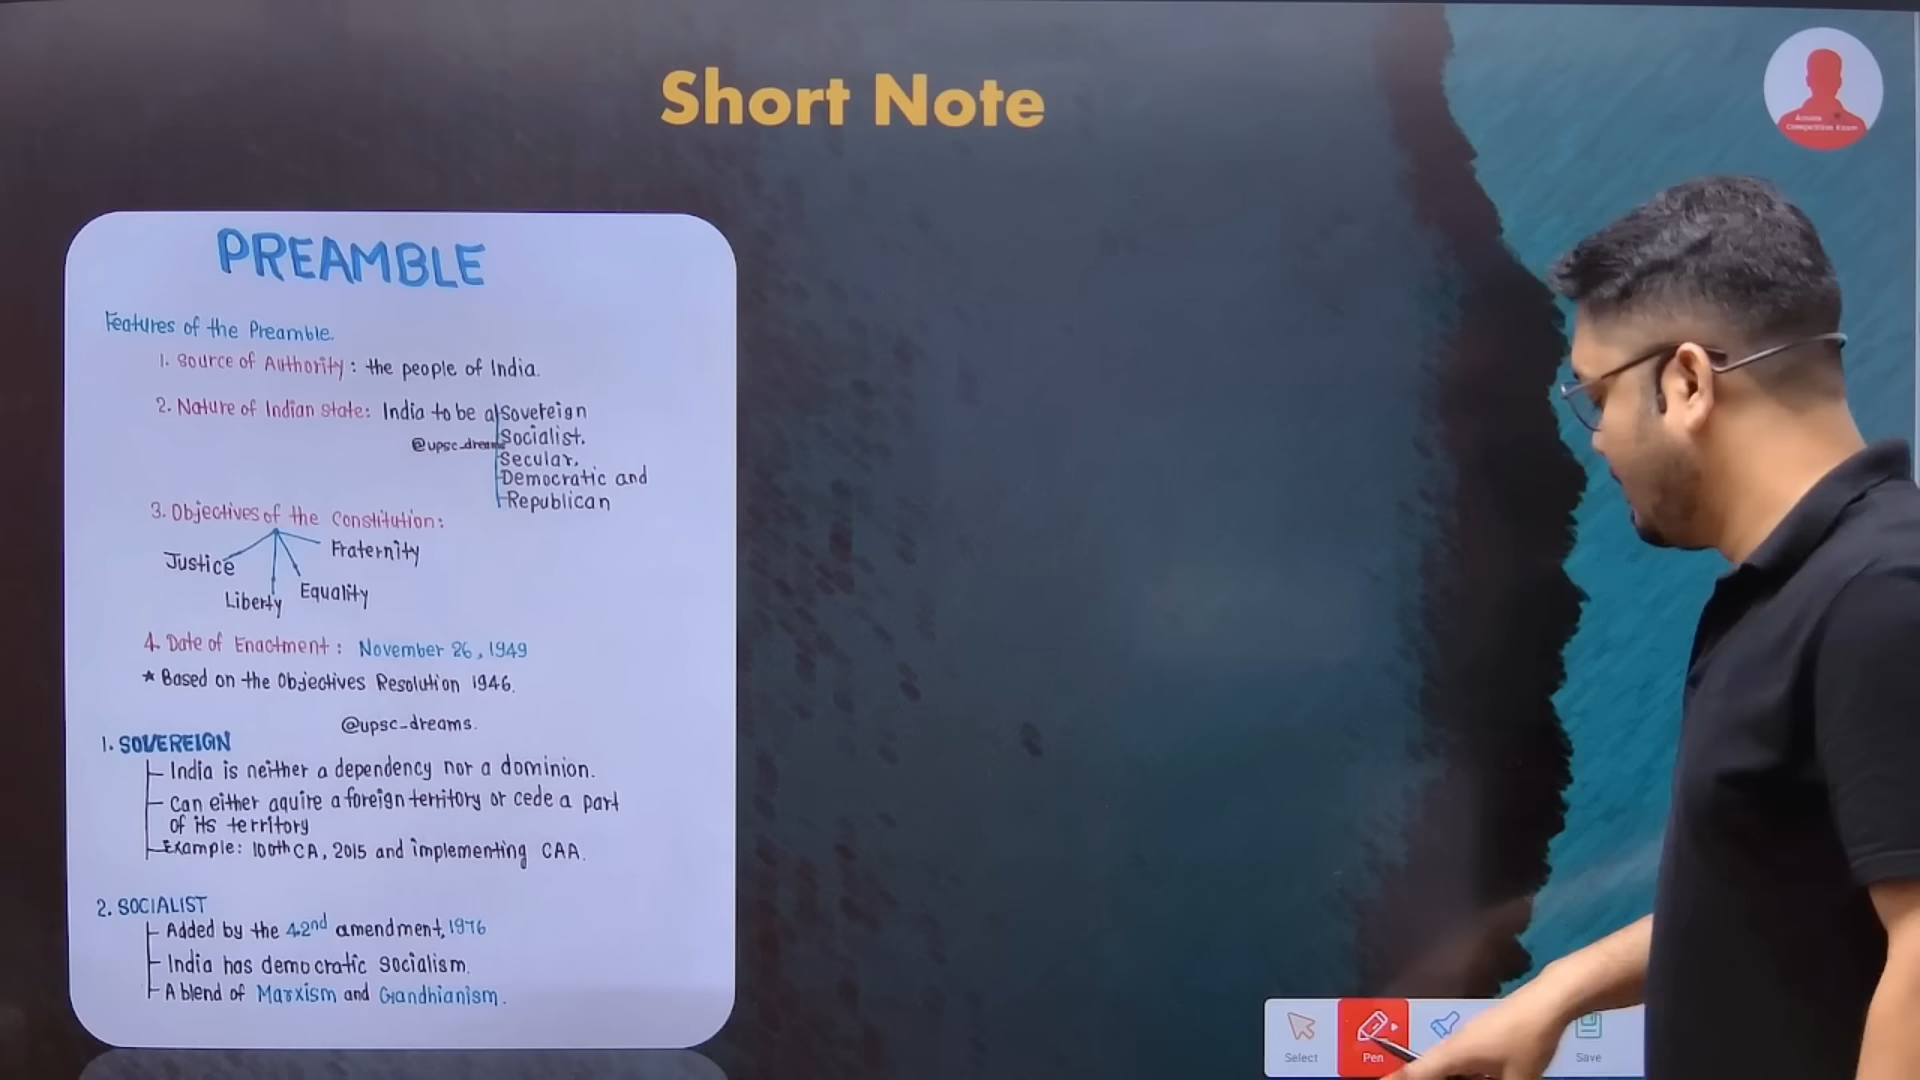 Short Note
Assam
Competition Exam
PREAMBLE
Features of the Preamble.
1. Source of Authority : the people of India.
2. Nature of Indian state: India to be a Sovereign
@upsc_dreams Socialist.
Secular,
Democratic and
Republican
3. Objectives of the Constitution:
Justice
Liberty
Equality
Fraternity
4. Date of Enactment : November 26, 1949
★ Based on the Objectives Resolution 1946.
@upsc_dreams.
1. SOVEREIGN
India is neither a dependency nor a dominion.
Can either aquire a foreign territory or cede a part
of its territory
Example: 100th CA, 2015 and implementing CAA.
2. SOCIALIST
Added by the 42nd amendment, 1976
India has democratic socialism.
A blend of Marxism and Gandhianism.
Select
Pen
Save